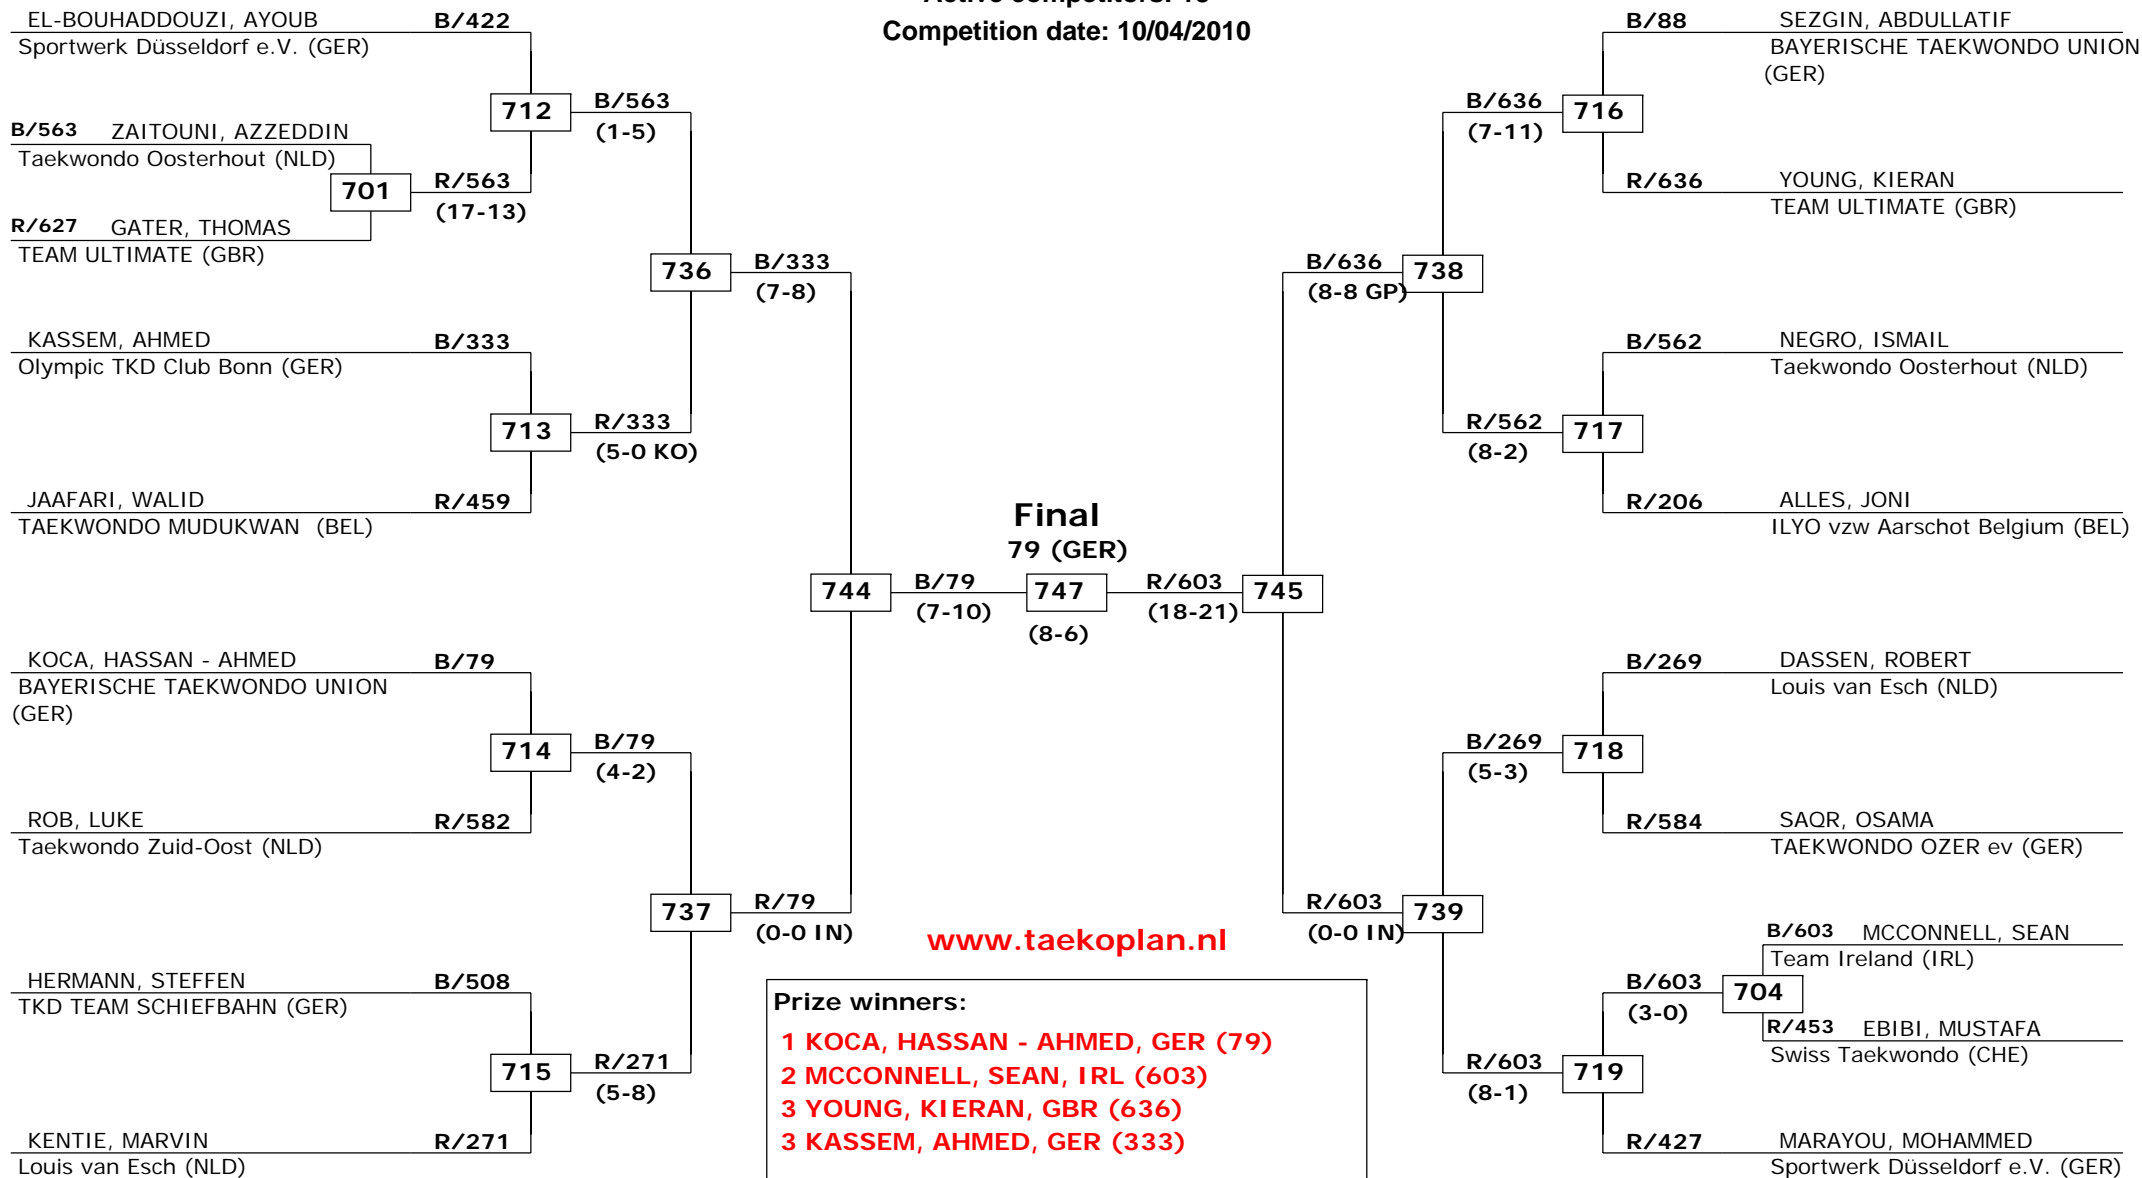 Competition date: 10/04/2010
EL-BOUHADDOUZI, AYOUB B/422
Sportwerk Düsseldorf e.V. (GER)
712
B/563
(1-5)
B/563 ZAITOUNI, AZZEDDIN
Taekwondo Oosterhout (NLD)
701
R/563
(17-13)
R/627 GATER, THOMAS
TEAM ULTIMATE (GBR)
736
B/333
(7-8)
KASSEM, AHMED B/333
Olympic TKD Club Bonn (GER)
713
R/333
(5-0 KO)
JAAFARI, WALID R/459
TAEKWONDO MUDUKWAN (BEL)
744
B/79
(7-10)
KOCA, HASSAN - AHMED B/79
BAYERISCHE TAEKWONDO UNION
(GER)
714
B/79
(4-2)
ROB, LUKE R/582
Taekwondo Zuid-Oost (NLD)
737
R/79
(0-0 IN)
HERMANN, STEFFEN B/508
TKD TEAM SCHIEFBAHN (GER)
715
R/271
(5-8)
KENTIE, MARVIN R/271
Louis van Esch (NLD)
Final
79 (GER)
747
(8-6)
R/603
(18-21)
745
B/88 SEZGIN, ABDULLATIF
BAYERISCHE TAEKWONDO UNION
(GER)
B/636
(7-11)
716
R/636 YOUNG, KIERAN
TEAM ULTIMATE (GBR)
B/636
(8-8 GP)
738
B/562 NEGRO, ISMAIL
Taekwondo Oosterhout (NLD)
R/562
(8-2)
717
R/206 ALLES, JONI
ILYO vzw Aarschot Belgium (BEL)
B/269 DASSEN, ROBERT
Louis van Esch (NLD)
B/269
(5-3)
718
R/584 SAQR, OSAMA
TAEKWONDO OZER ev (GER)
R/603
(0-0 IN)
739
B/603 MCCONNELL, SEAN
Team Ireland (IRL)
B/603
(3-0)
704
R/453 EBIBI, MUSTAFA
Swiss Taekwondo (CHE)
R/603
(8-1)
719
R/427 MARAYOU, MOHAMMED
Sportwerk Düsseldorf e.V. (GER)
www.taekoplan.nl
Prize winners:
1 KOCA, HASSAN - AHMED, GER (79)
2 MCCONNELL, SEAN, IRL (603)
3 YOUNG, KIERAN, GBR (636)
3 KASSEM, AHMED, GER (333)